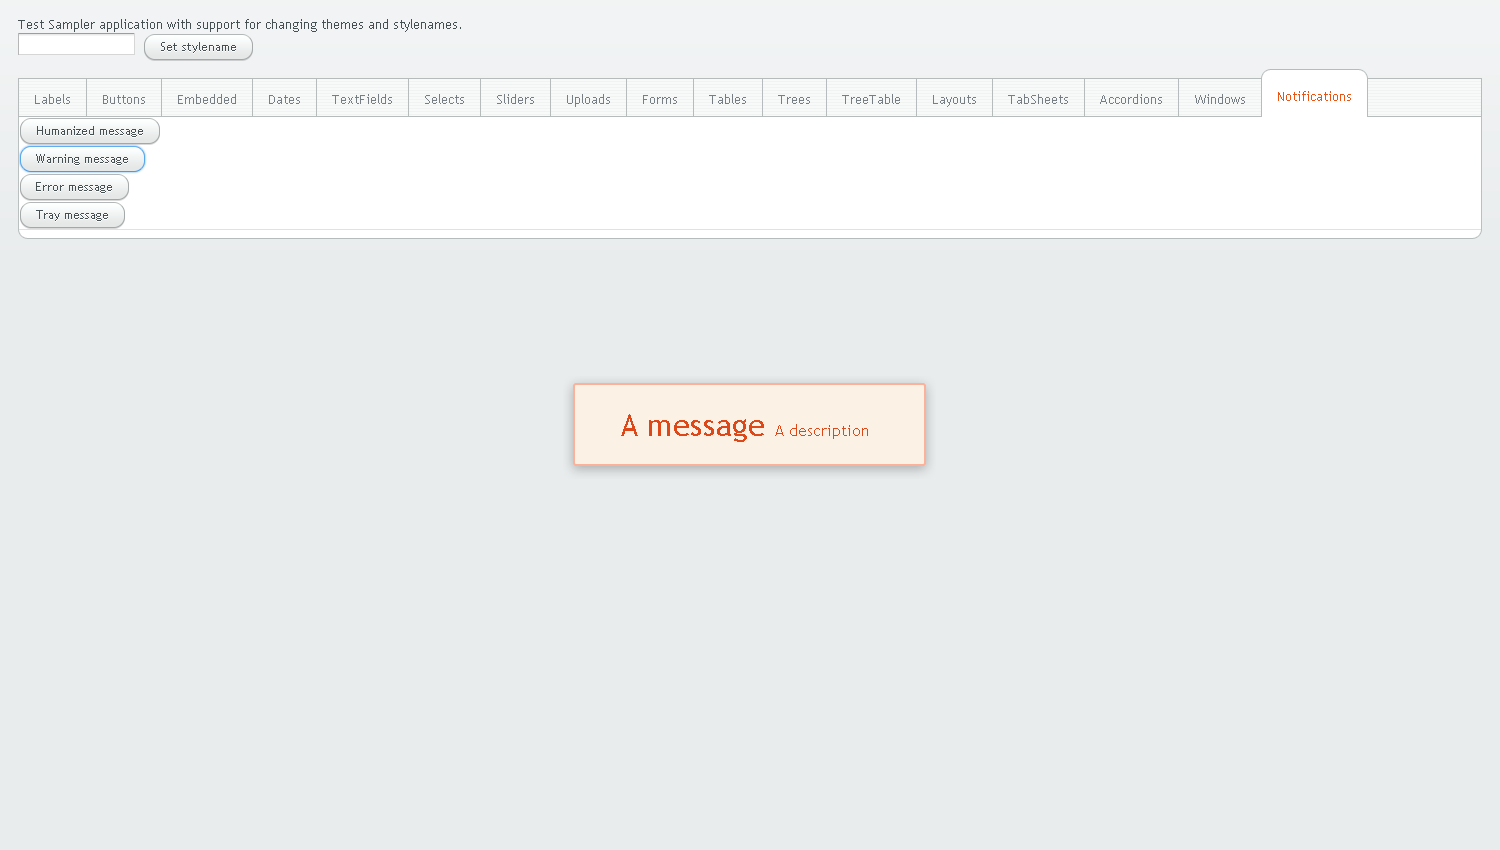 Test Sampler application with support for changing themes and stylenames.
Set stylename
Labels Buttons Embedded Dates TextFields Selects Sliders Uploads Forms Tables Trees TreeTable Layouts TabSheets Accordions Windows Notifications
Humanized message
Warning message
Error message
Tray message
A message A description